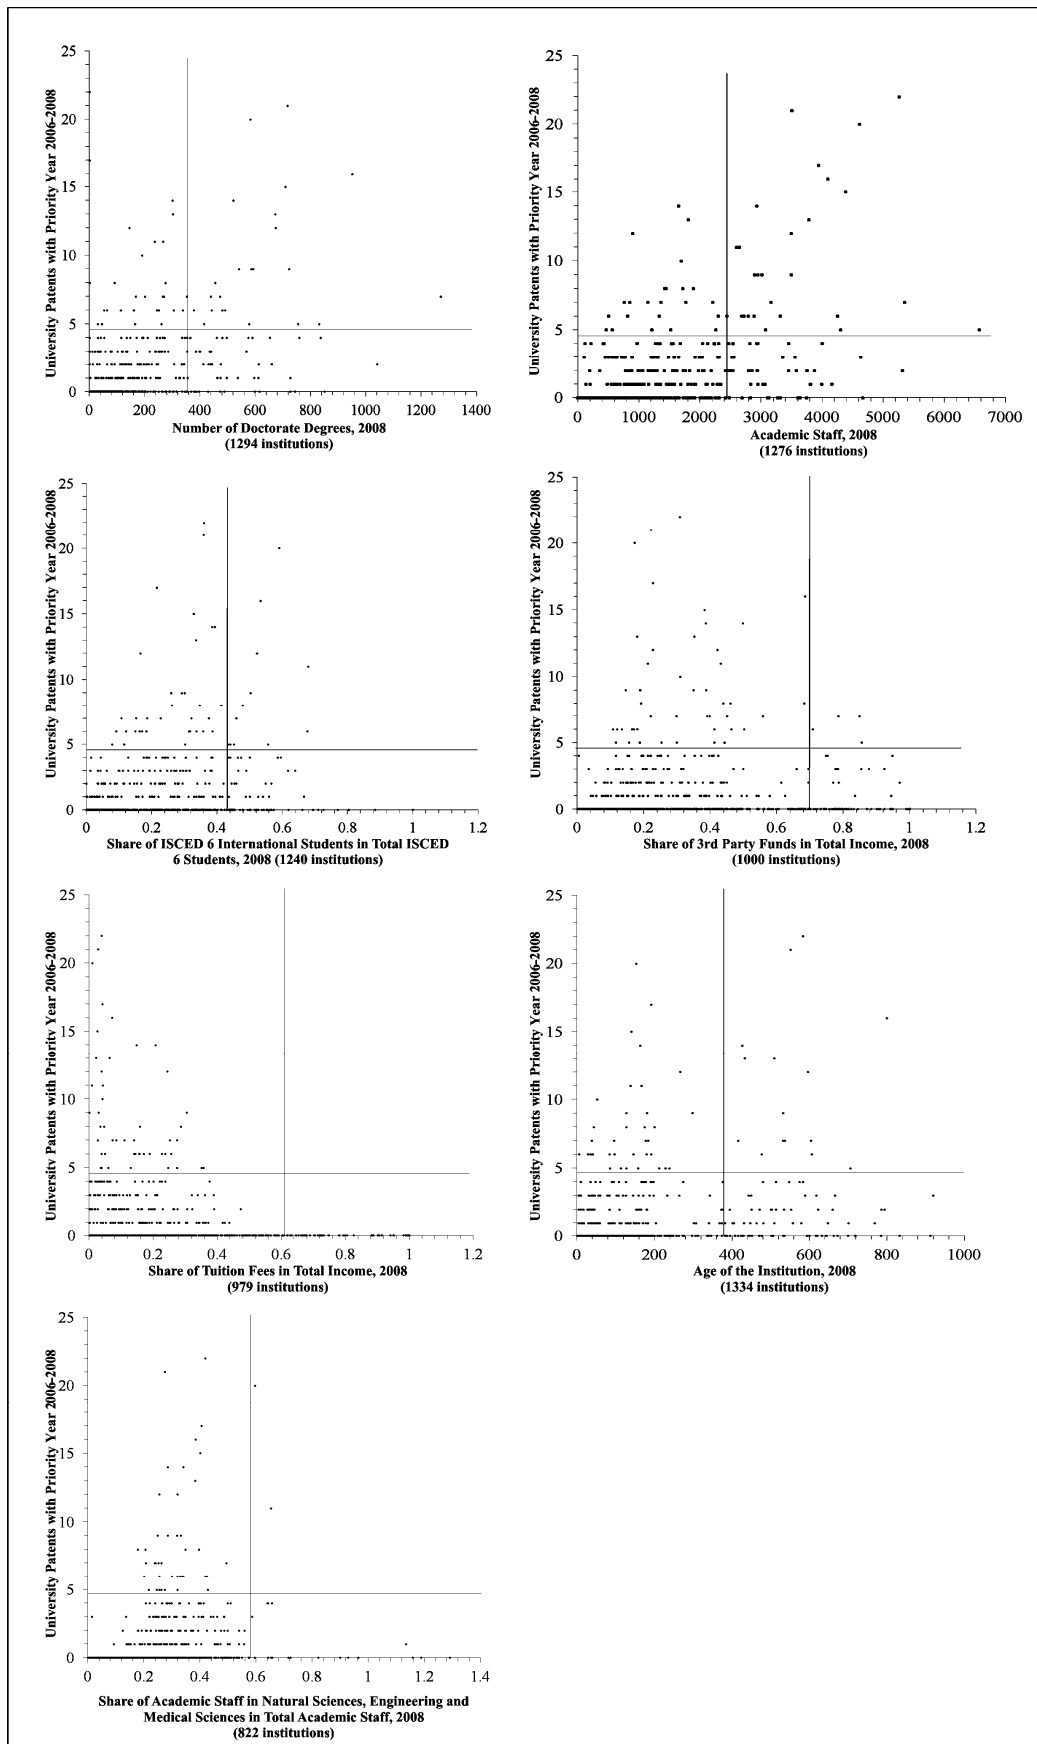 University Patents with Priority Year 2006-2008
25
20
15
10
5
0
0 200 400 600 800 1000 1200 1400
Number of Doctorate Degrees, 2008
(1294 institutions)
University Patents with Priority Year 2006-2008
25
20
15
10
5
0
0 1000 2000 3000 4000 5000 6000 7000
Academic Staff, 2008
(1276 institutions)
University Patents with Priority Year 2006-2008
25
20
15
10
5
0
0 0.2 0.4 0.6 0.8 1 1.2
Share of ISCED 6 International Students in Total ISCED
6 Students, 2008 (1240 institutions)
University Patents with Priority Year 2006-2008
25
20
15
10
5
0
0 0.2 0.4 0.6 0.8 1 1.2
Share of 3rd Party Funds in Total Income, 2008
(1000 institutions)
University Patents with Priority Year 2006-2008
25
20
15
10
5
0
0 0.2 0.4 0.6 0.8 1 1.2
Share of Tuition Fees in Total Income, 2008
(979 institutions)
University Patents with Priority Year 2006-2008
25
20
15
10
5
0
0 200 400 600 800 1000
Age of the Institution, 2008
(1334 institutions)
University Patents with Priority Year 2006-2008
25
20
15
10
5
0
0 0.2 0.4 0.6 0.8 1 1.2 1.4
Share of Academic Staff in Natural Sciences, Engineering and
Medical Sciences in Total Academic Staff, 2008
(822 institutions)